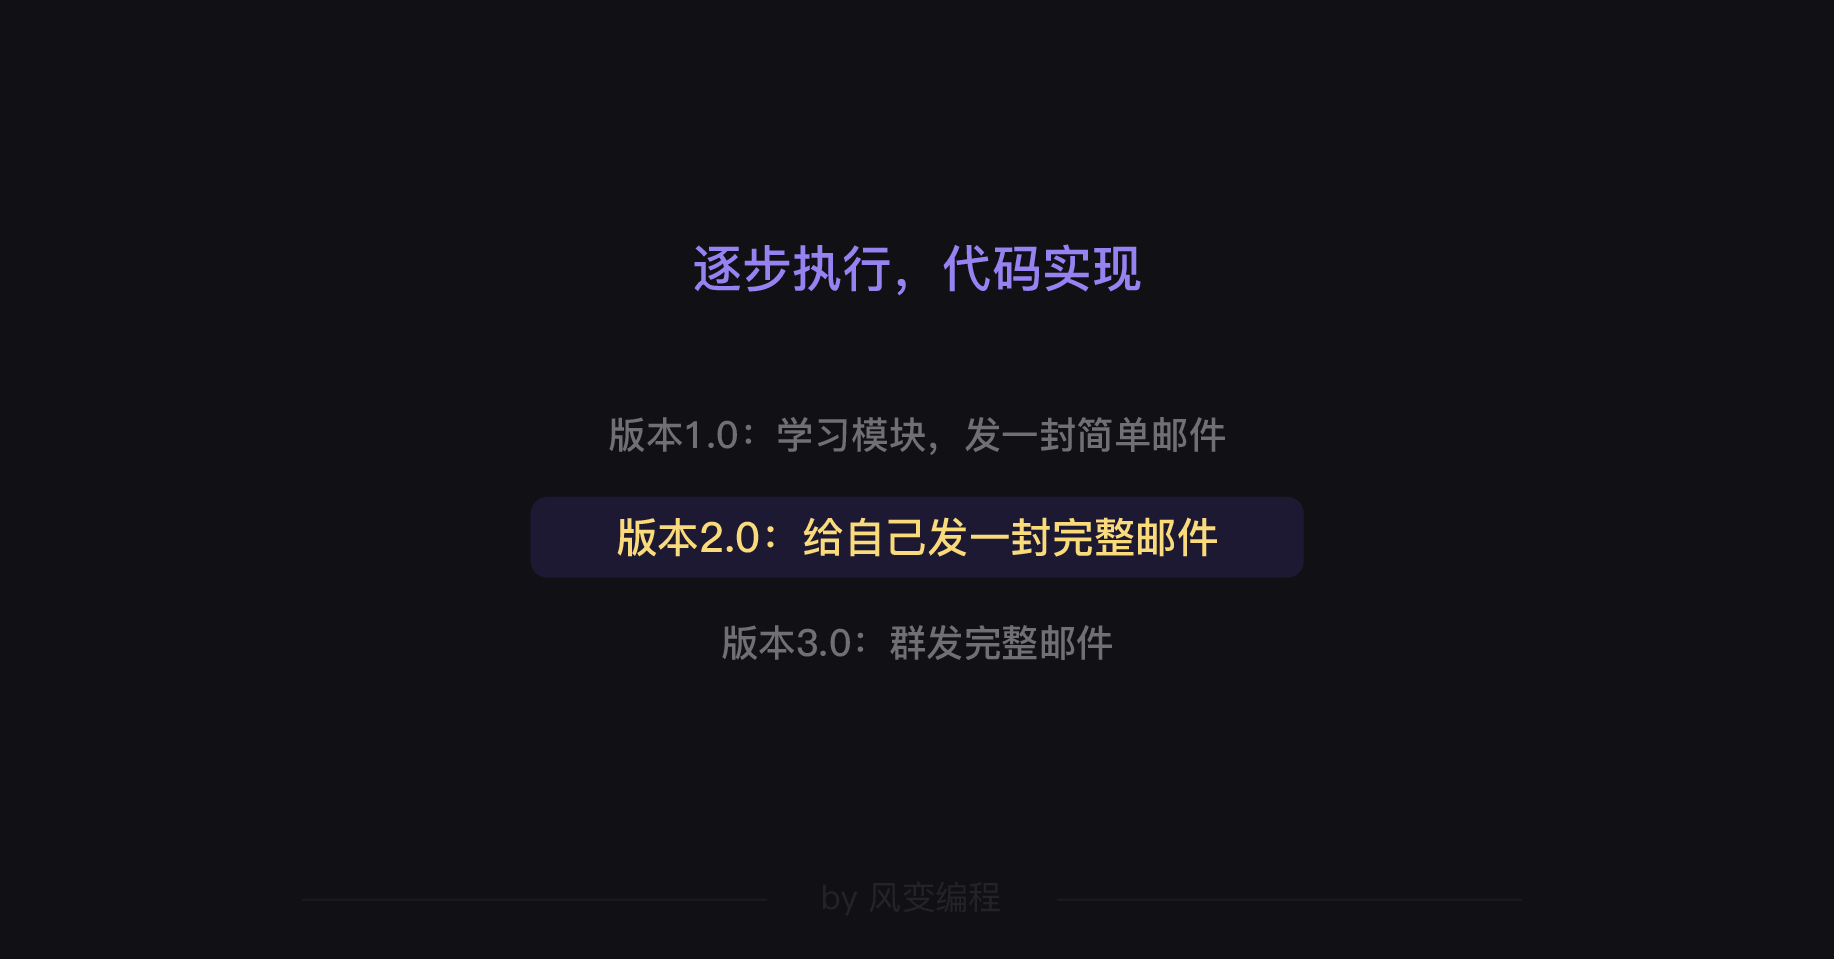 逐步执行，代码实现
版本1.0：学习模块，发一封简单邮件
版本2.0：给自己发一封完整邮件
版本3.0：群发完整邮件
by 风变编程